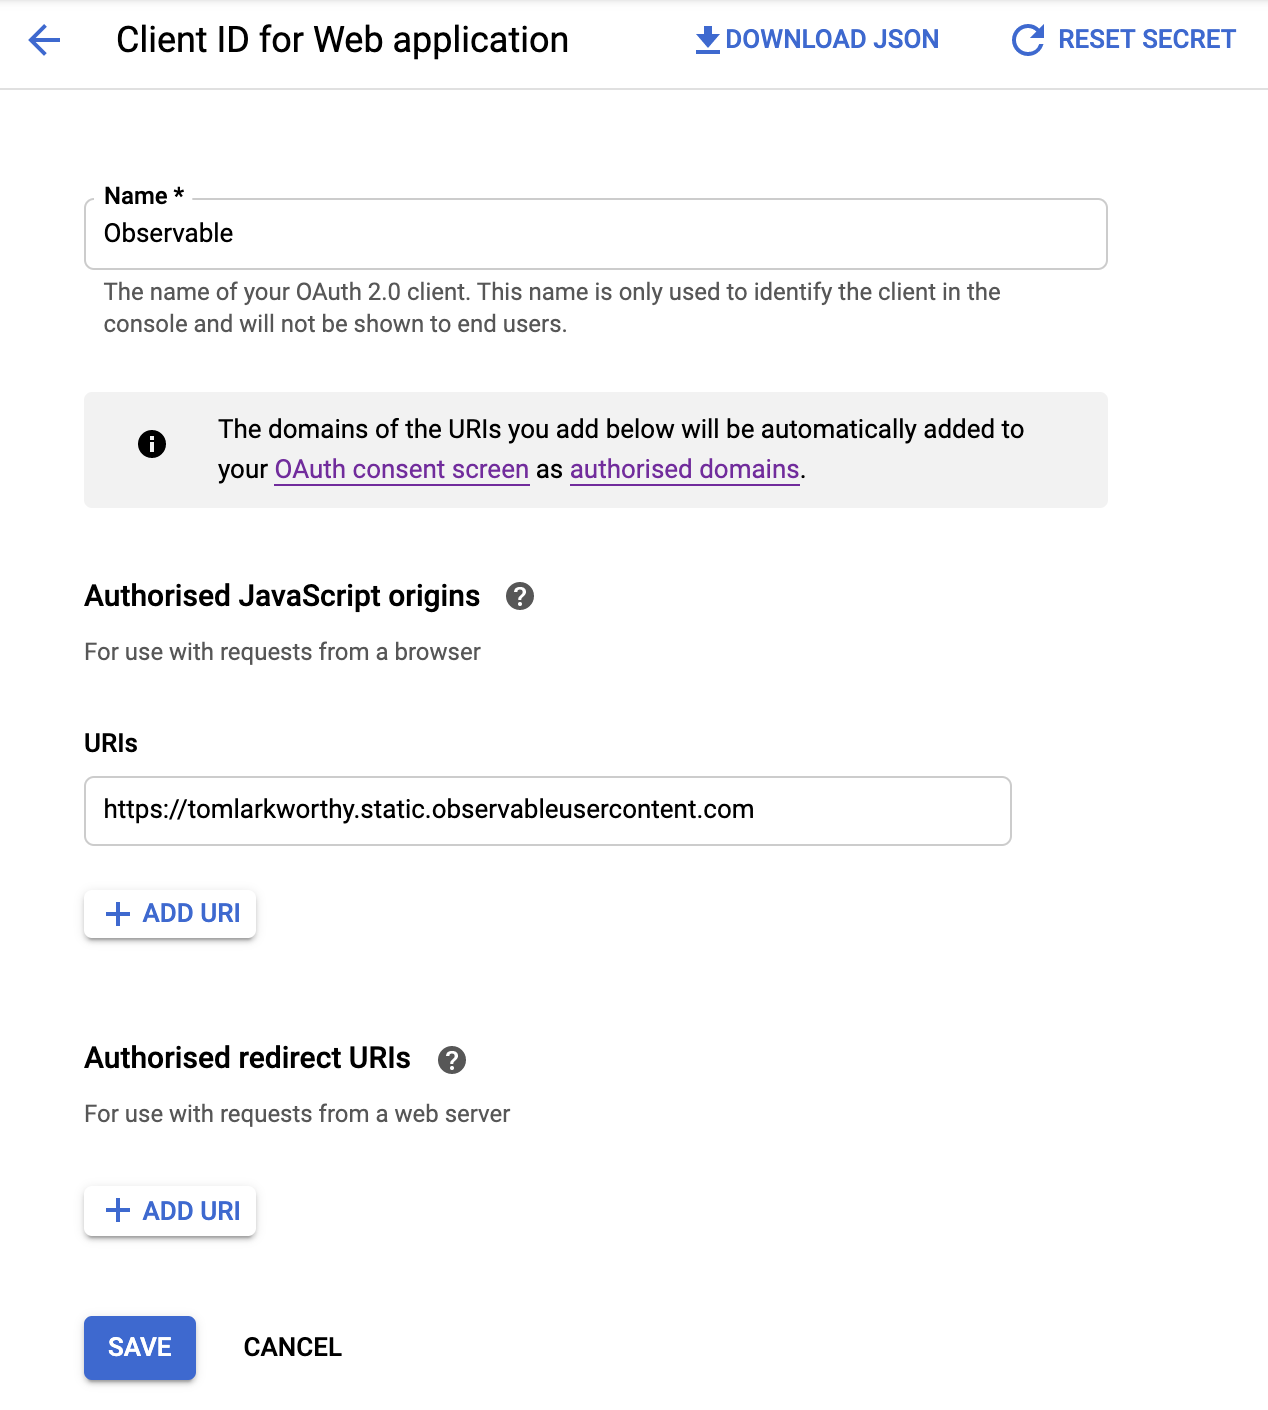 Client ID for Web application
DOWNLOAD JSON
RESET SECRET
Name *
Observable
The name of your OAuth 2.0 client. This name is only used to identify the client in the
console and will not be shown to end users.
The domains of the URIs you add below will be automatically added to
your OAuth consent screen as authorised domains.
Authorised JavaScript origins
For use with requests from a browser
URIs
https://tomlarkworthy.static.observableusercontent.com
ADD URI
Authorised redirect URIs
For use with requests from a web server
ADD URI
SAVE
CANCEL